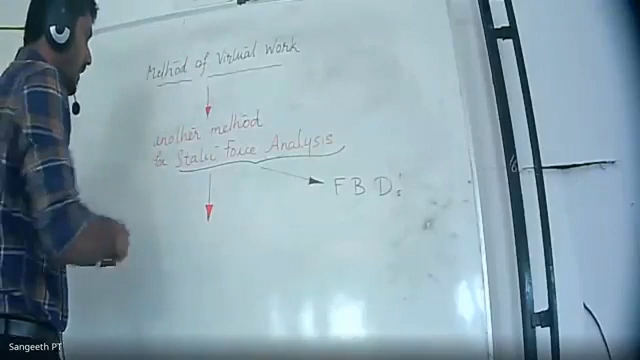 Method of Virtual Work
another method
for Static Force Analysis
F B D s
Sangeeth PT